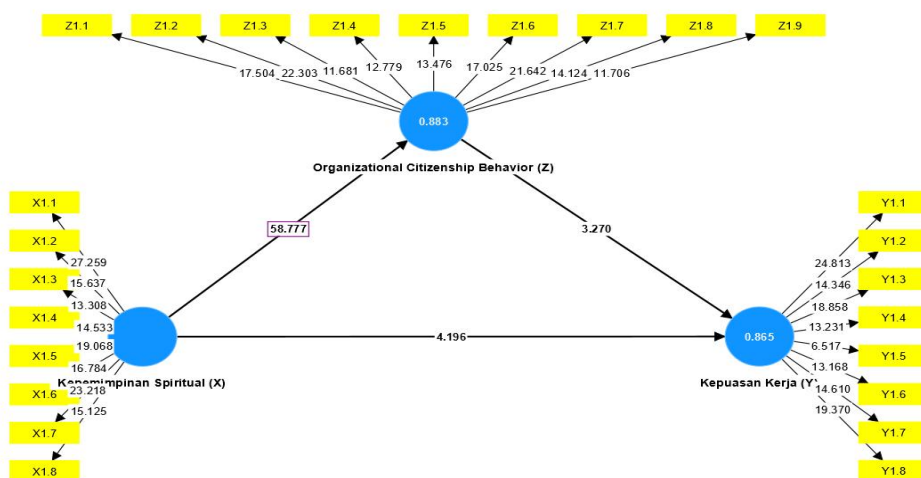 Z1.1 Z1.2 Z1.3 Z1.4 Z1.5 Z1.6 Z1.7 Z1.8 Z1.9
17.504 22.303 11.681 12.779 13.476 17.025 21.642 14.124 11.706
0.883
Organizational Citizenship Behavior (Z)
X1.1
X1.2
X1.3
X1.4
X1.5
X1.6
X1.7
X1.8
27.259
15.637
13.308
14.533
19.068
16.784
23.218
15.125
Kepemimpinan Spiritual (X)
58.777
3.270
4.196
0.865
Kepuasan Kerja (Y)
Y1.1
Y1.2
Y1.3
Y1.4
Y1.5
Y1.6
Y1.7
Y1.8
24.813
14.346
18.858
13.231
6.517
13.168
14.610
19.370